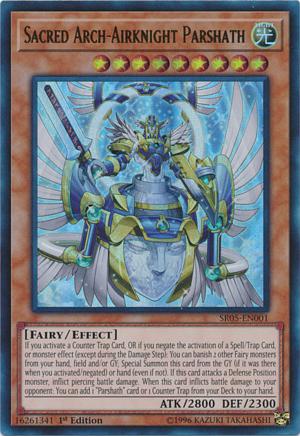 SACRED ARCH-AIRKNIGHT PARSHATH
LIGHT
光
SR05-EN001
[FAIRY/EFFECT]
If you activate a Counter Trap Card, OR if you negate the activation of a Spell/Trap Card,
or monster effect (except during the Damage Step): You can banish 2 other Fairy monsters
from your hand, field and/or GY; Special Summon this card from the GY (if it was there
when you activated/negated) or hand (even if not). If this card attacks a Defense Position
monster, inflict piercing battle damage. When this card inflicts battle damage to your
opponent: You can add 1 "Parshath" card or 1 Counter Trap from your Deck to your hand.
ATK/2800 DEF/2300
16261341 1st Edition ©1996 KAZUKI TAKAHASHI